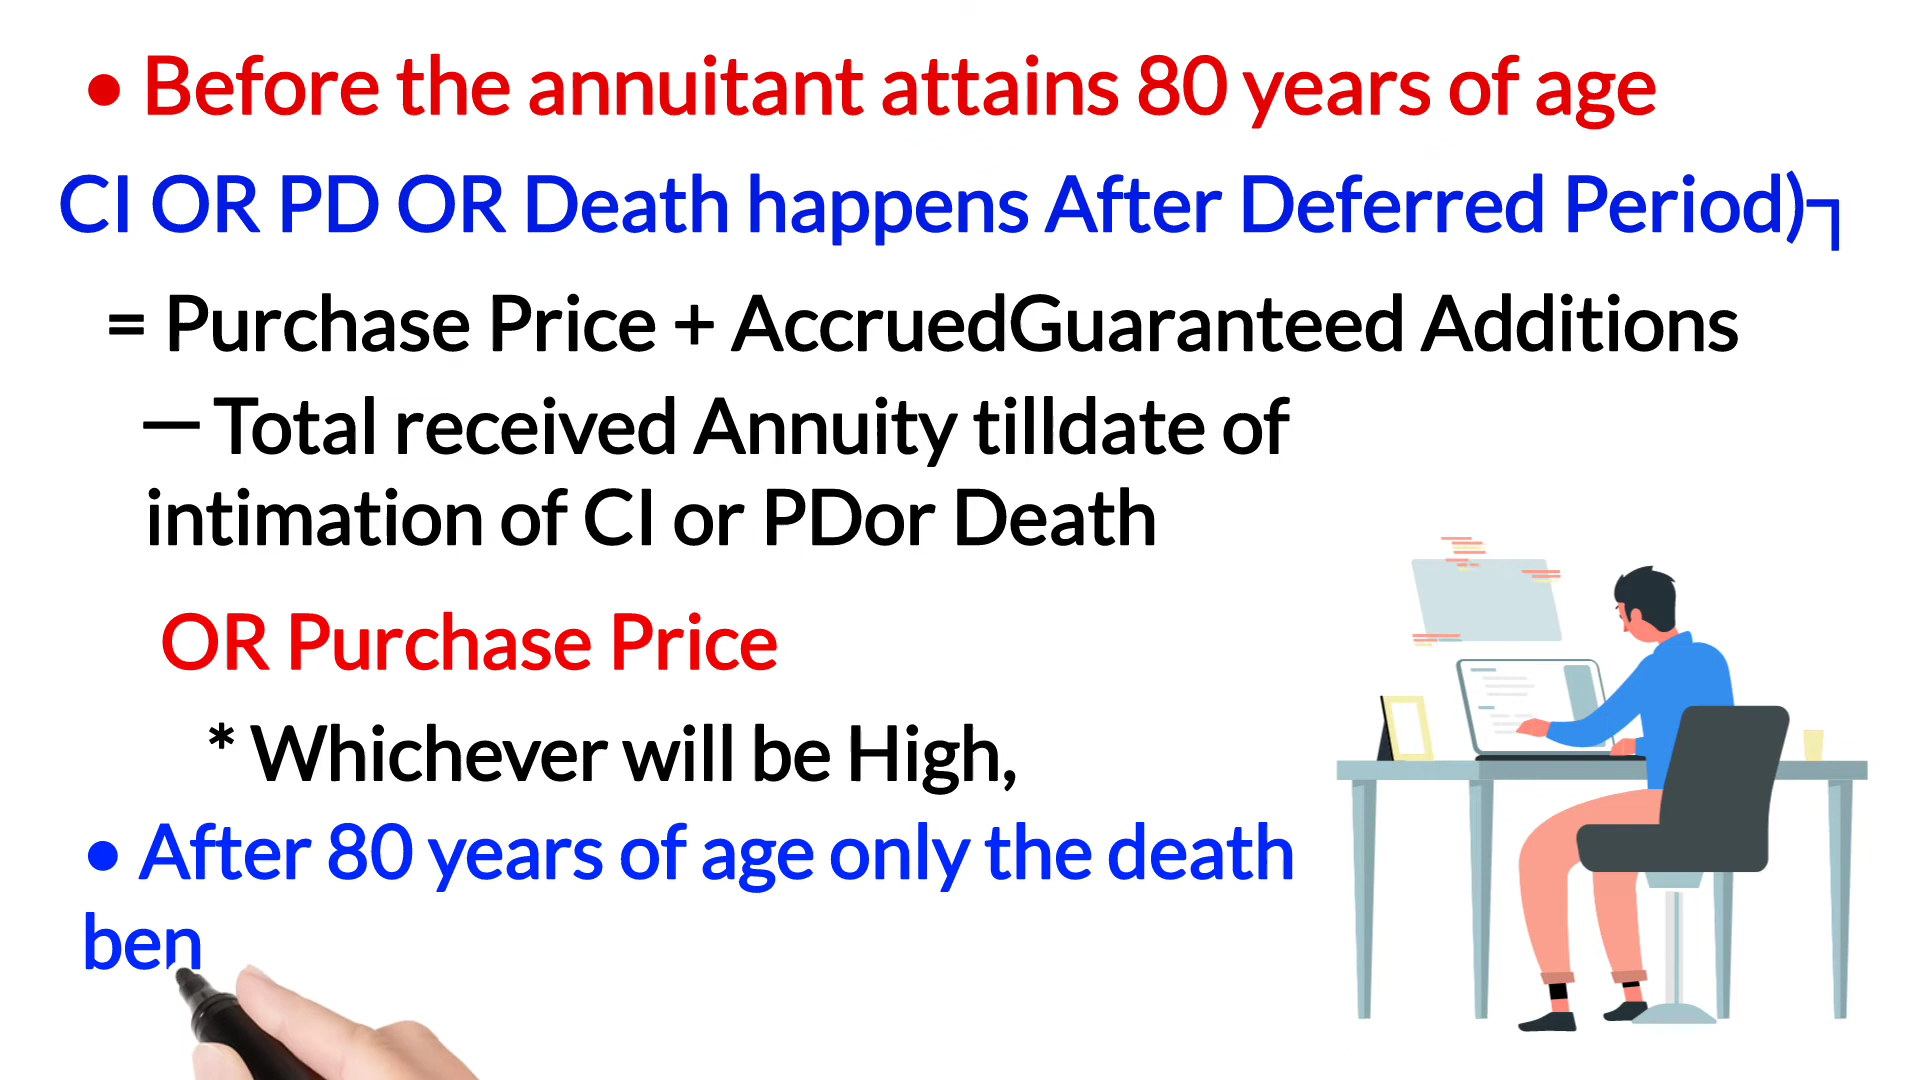 • Before the annuitant attains 80 years of age
CI OR PD OR Death happens After Deferred Period)┐
= Purchase Price + AccruedGuaranteed Additions
— Total received Annuity tilldate of
intimation of CI or PDor Death
OR Purchase Price
* Whichever will be High,
• After 80 years of age only the death
ben